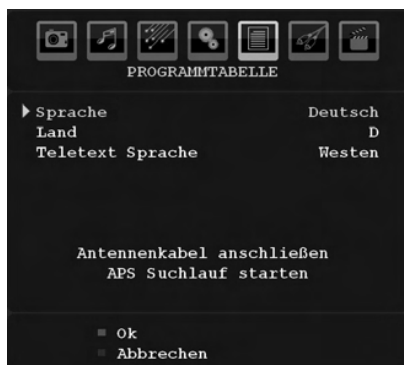 PROGRAMMTABELLE
Sprache Deutsch
Land D
Teletext Sprache Westen
Antennenkabel anschließen
APS Suchlauf starten
Ok
Abbrechen